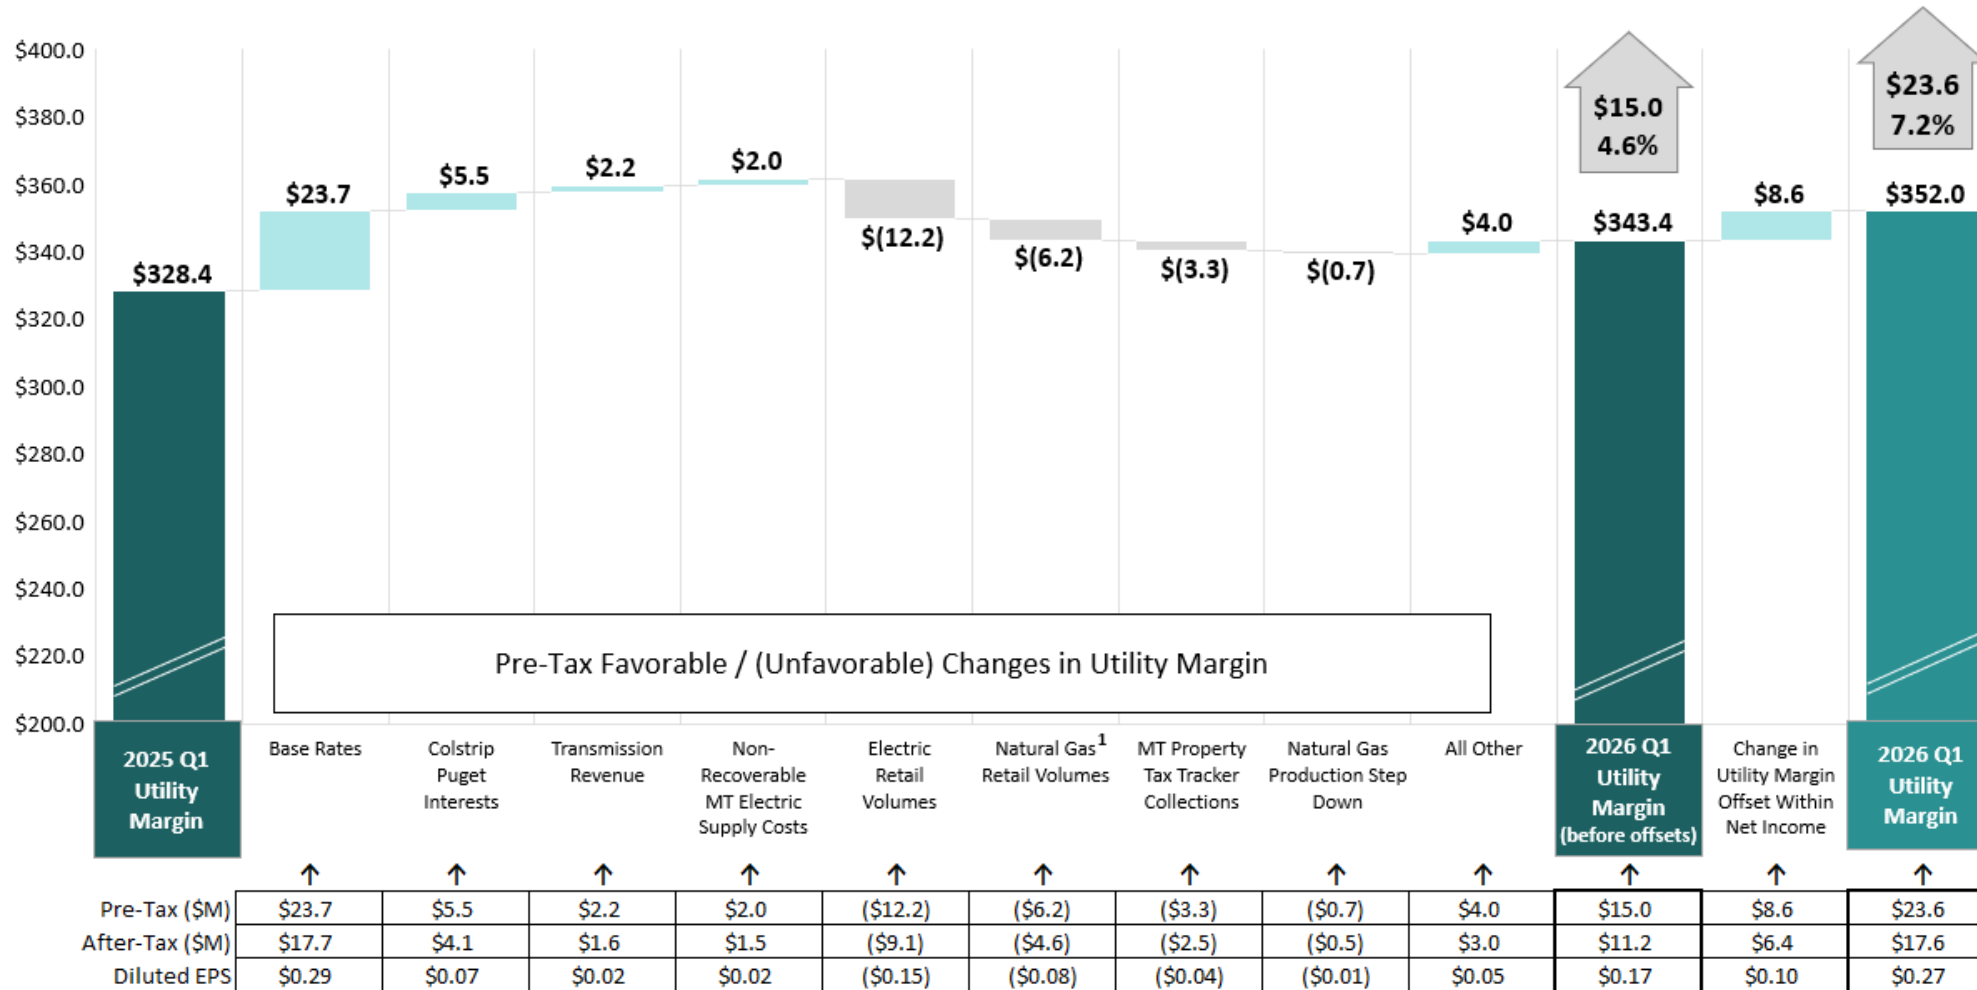 $400.0
$380.0
$360.0
$340.0
$320.0
$300.0
$280.0
$260.0
$240.0
$220.0
$200.0
$328.4
$23.7
$5.5
$2.2
$2.0
$(12.2)
$(6.2)
$(3.3)
$(0.7)
$4.0
$15.0
4.6%
$343.4
$8.6
$23.6
7.2%
$352.0
Pre-Tax Favorable / (Unfavorable) Changes in Utility Margin
2025 Q1
Utility
Margin
Base Rates
Colstrip
Puget
Interests
Transmission
Revenue
Non-
Recoverable
MT Electric
Supply Costs
Electric
Retail
Volumes
Natural Gas¹
Retail Volumes
MT Property
Tax Tracker
Collections
Natural Gas
Production Step
Down
All Other
2026 Q1
Utility
Margin
(before offsets)
Change in
Utility Margin
Offset Within
Net Income
2026 Q1
Utility
Margin
↑ ↑ ↑ ↑ ↑ ↑ ↑ ↑ ↑ ↑ ↑ ↑
Pre-Tax ($M) $23.7 $5.5 $2.2 $2.0 ($12.2) ($6.2) ($3.3) ($0.7) $4.0 $15.0 $8.6 $23.6
After-Tax ($M) $17.7 $4.1 $1.6 $1.5 ($9.1) ($4.6) ($2.5) ($0.5) $3.0 $11.2 $6.4 $17.6
Diluted EPS $0.29 $0.07 $0.02 $0.02 ($0.15) ($0.08) ($0.04) ($0.01) $0.05 $0.17 $0.10 $0.27